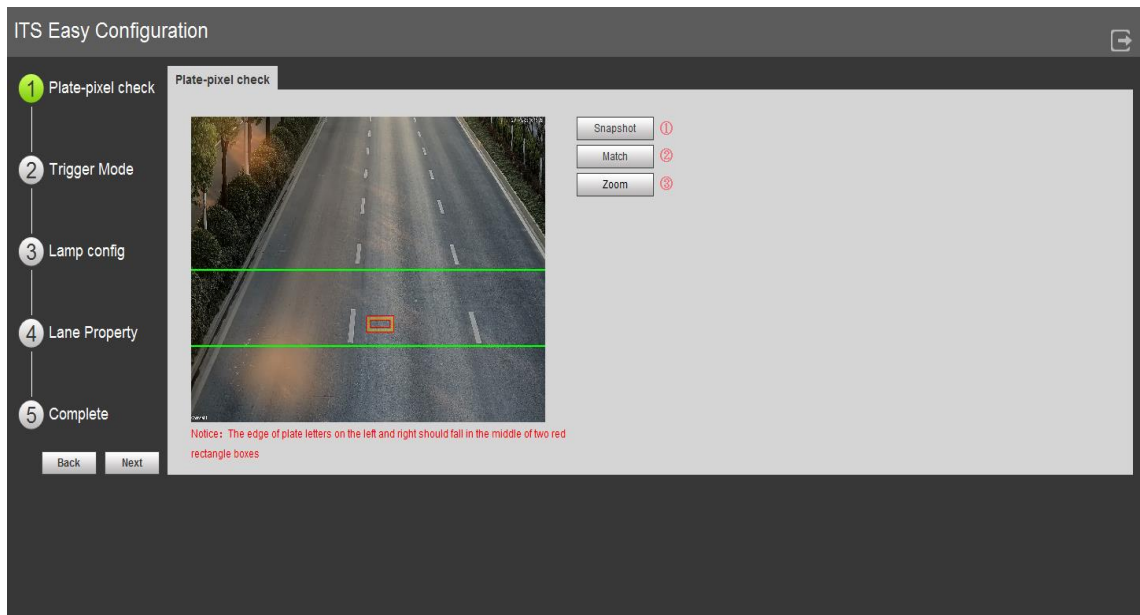 ITS Easy Configuration
1 Plate-pixel check
2 Trigger Mode
3 Lamp config
4 Lane Property
5 Complete
Back Next
Plate-pixel check
Snapshot ①
Match ②
Zoom ③
Notice: The edge of plate letters on the left and right should fall in the middle of two red
rectangle boxes